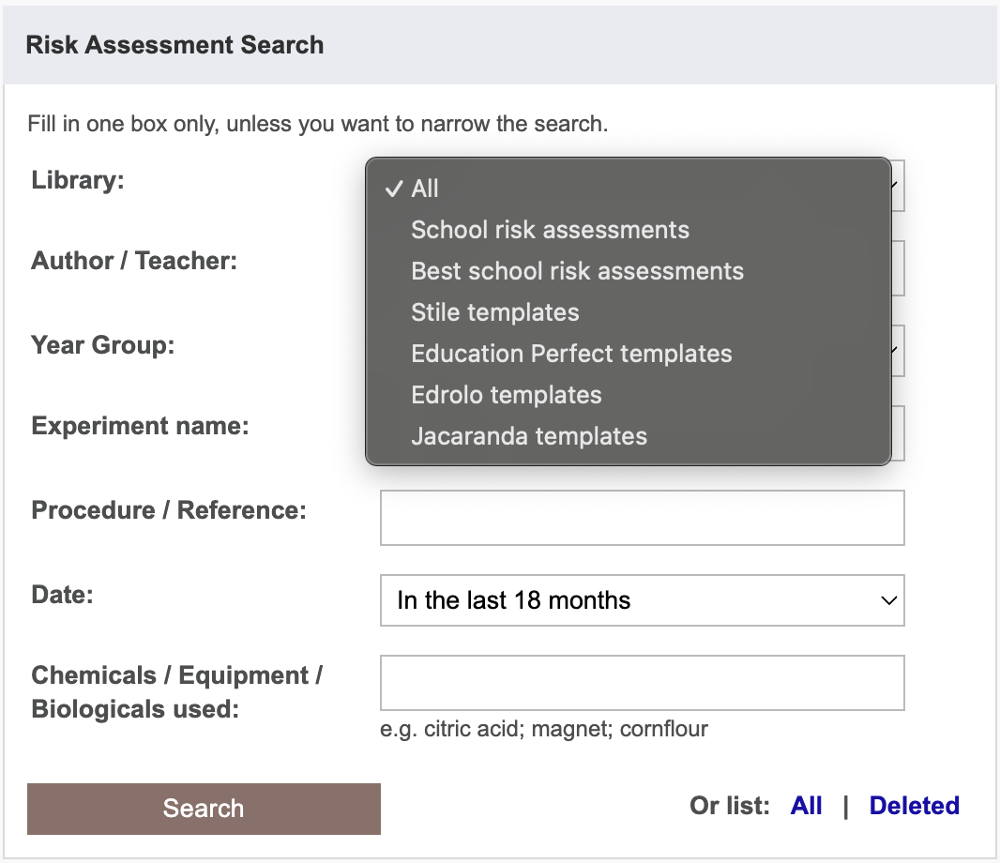 Risk Assessment Search
Fill in one box only, unless you want to narrow the search.
Library:
✓ All
School risk assessments
Best school risk assessments
Stile templates
Education Perfect templates
Edrolo templates
Jacaranda templates
Author / Teacher:
Year Group:
Experiment name:
Procedure / Reference:
Date:
In the last 18 months
Chemicals / Equipment /
Biologicals used:
e.g. citric acid; magnet; cornflour
Search
Or list: All | Deleted